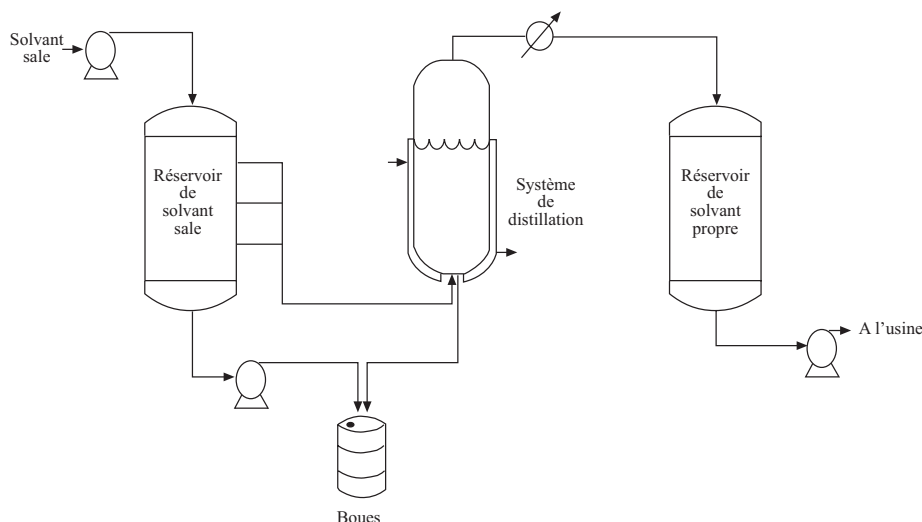 Solvant
sale
Réservoir
de
solvant
sale
Système
de
distillation
Réservoir
de
solvant
propre
A l’usine
Boues